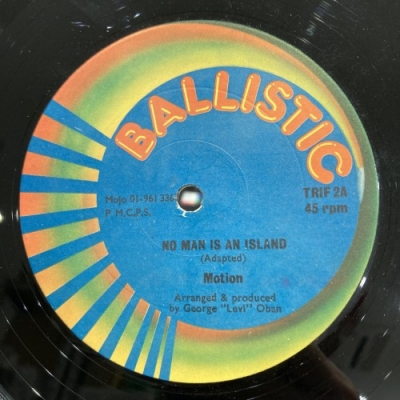 BALLISTIC
TRIF 2A
45 rpm
Mojo 01-961 336
P. M.C.P.S.
NO MAN IS AN ISLAND
(Adapted)
Motion
Arranged & produced
by George "Levi" Oban